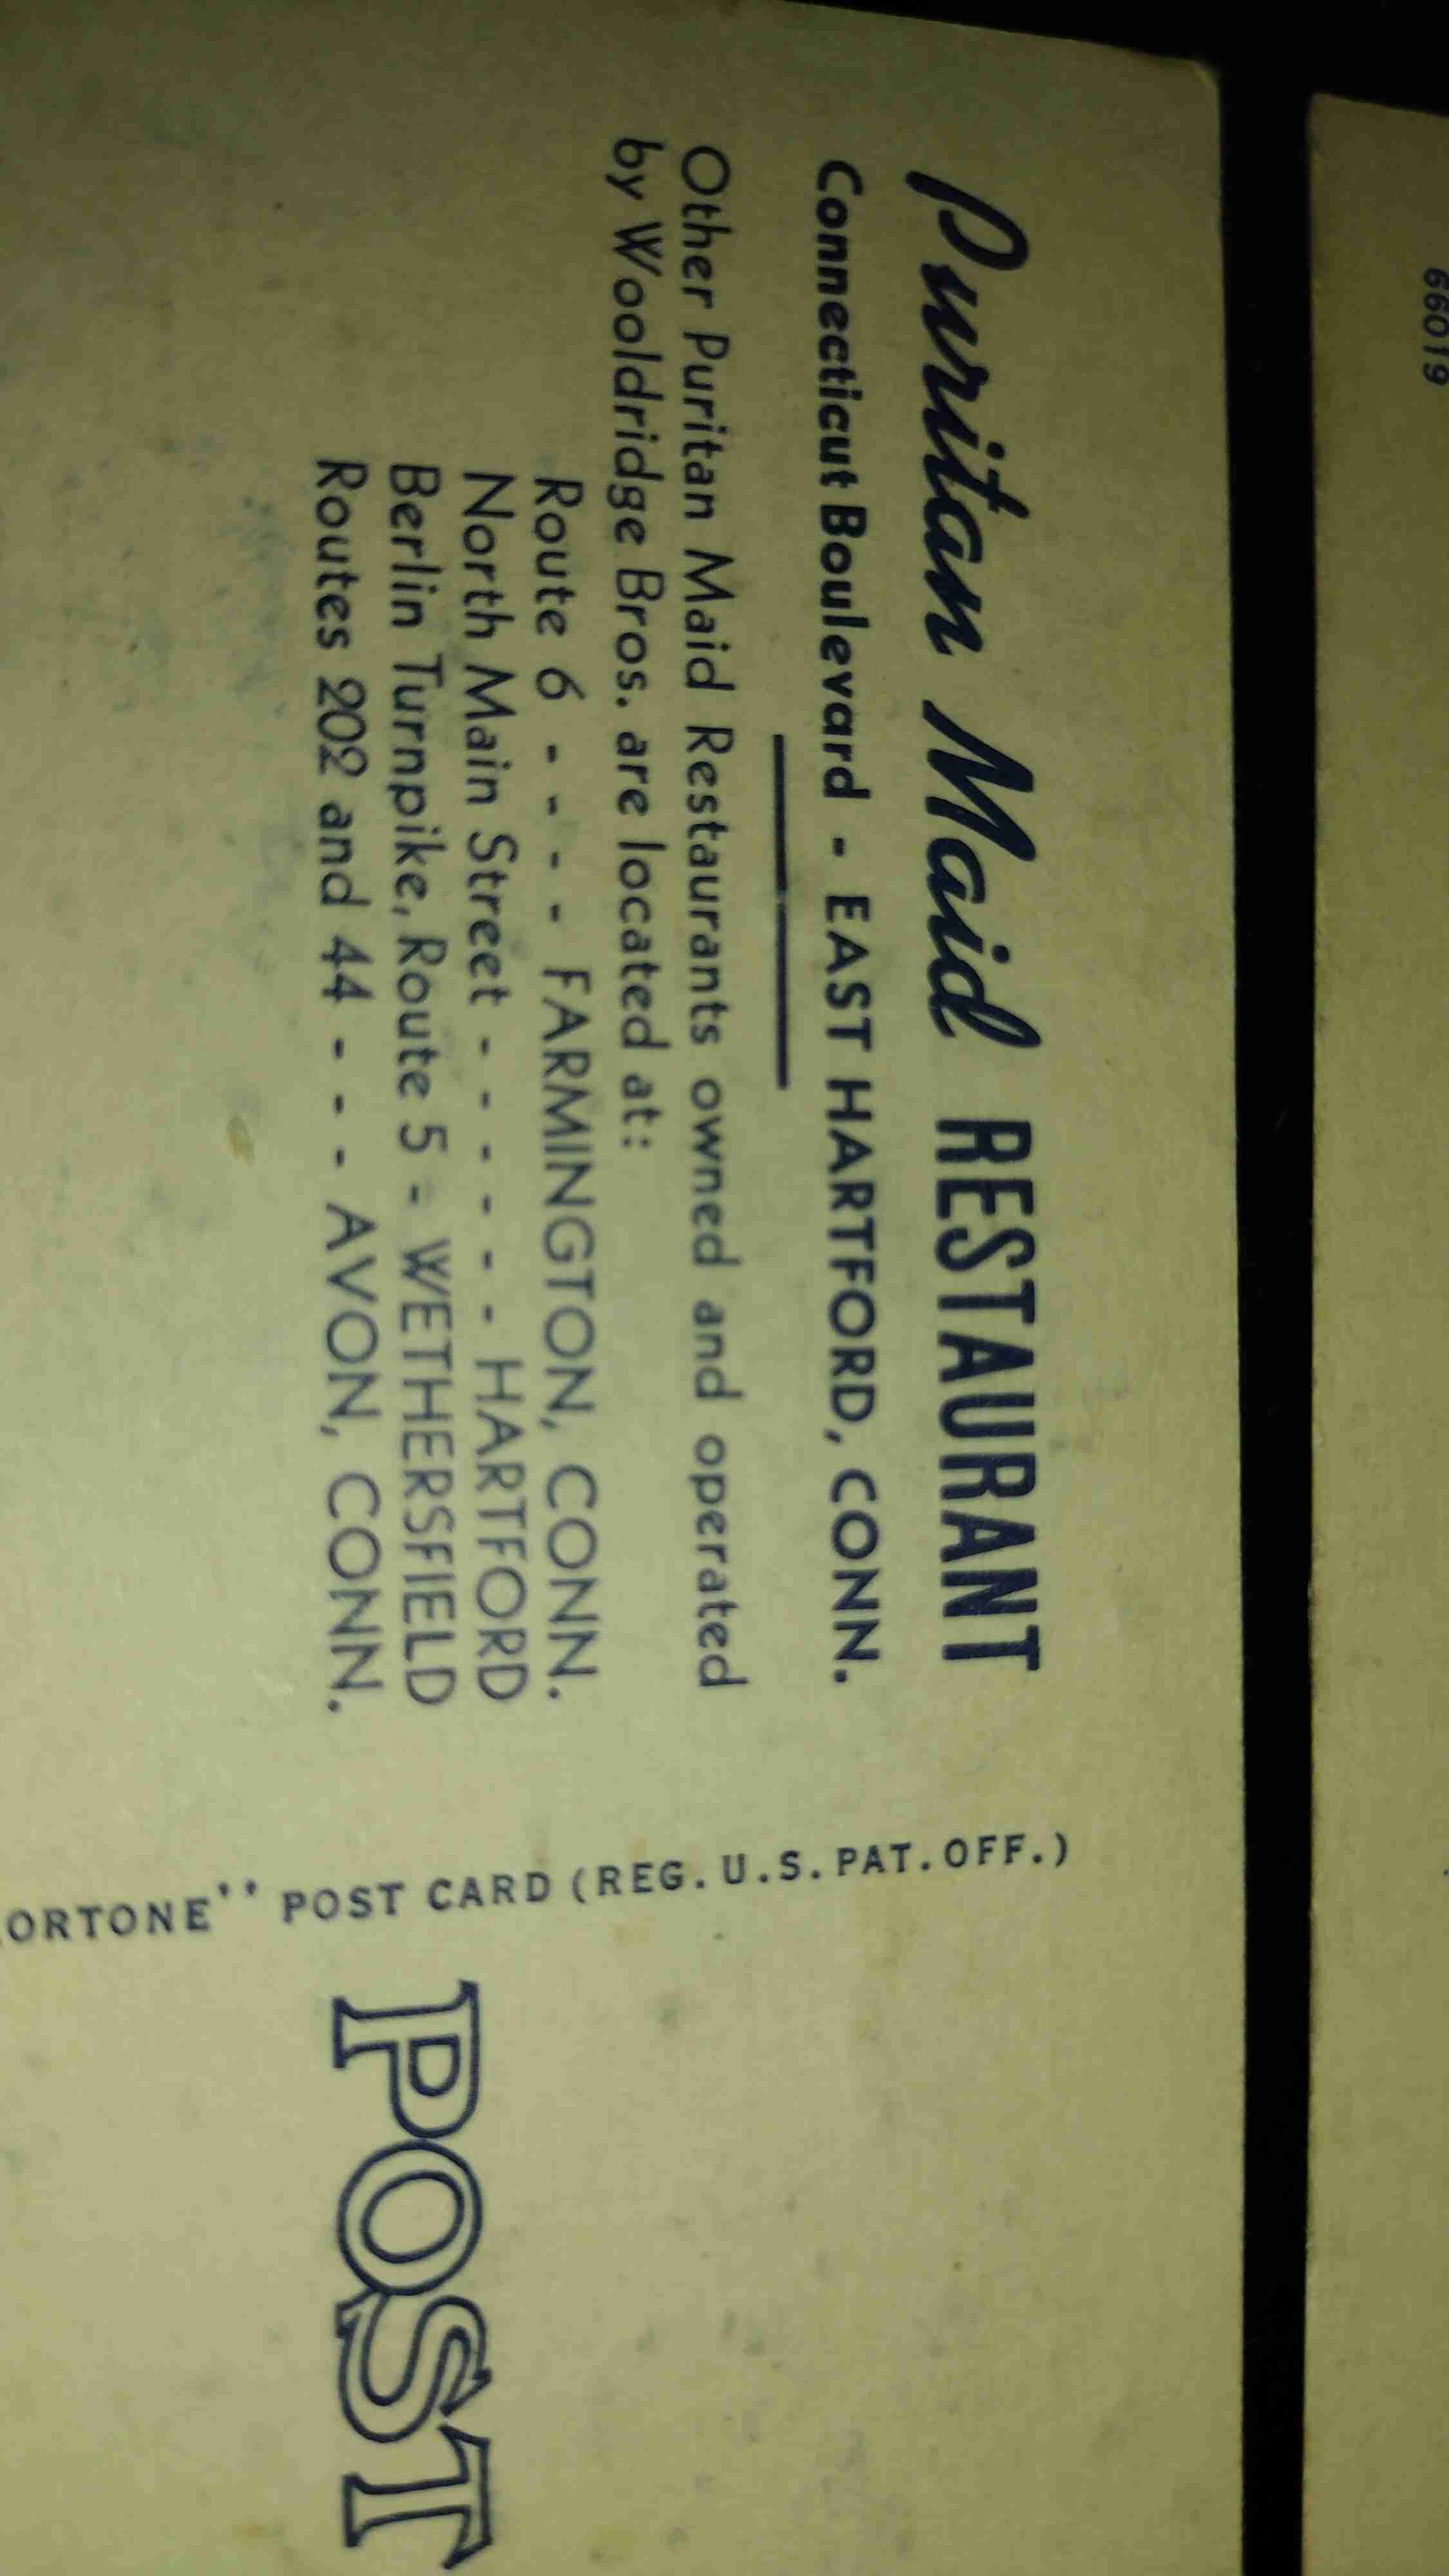 Puritan Maid RESTAURANT
Connecticut Boulevard - EAST HARTFORD, CONN.
Other Puritan Maid Restaurants owned and operated
by Wooldridge Bros. are located at:
Route 6 - - - - FARMINGTON, CONN.
North Main Street - - - - - - HARTFORD
Berlin Turnpike, Route 5 - WETHERSFIELD
Routes 202 and 44 - - - AVON, CONN.
ORTONE" POST CARD (REG. U.S. PAT. OFF.)
POST
66019